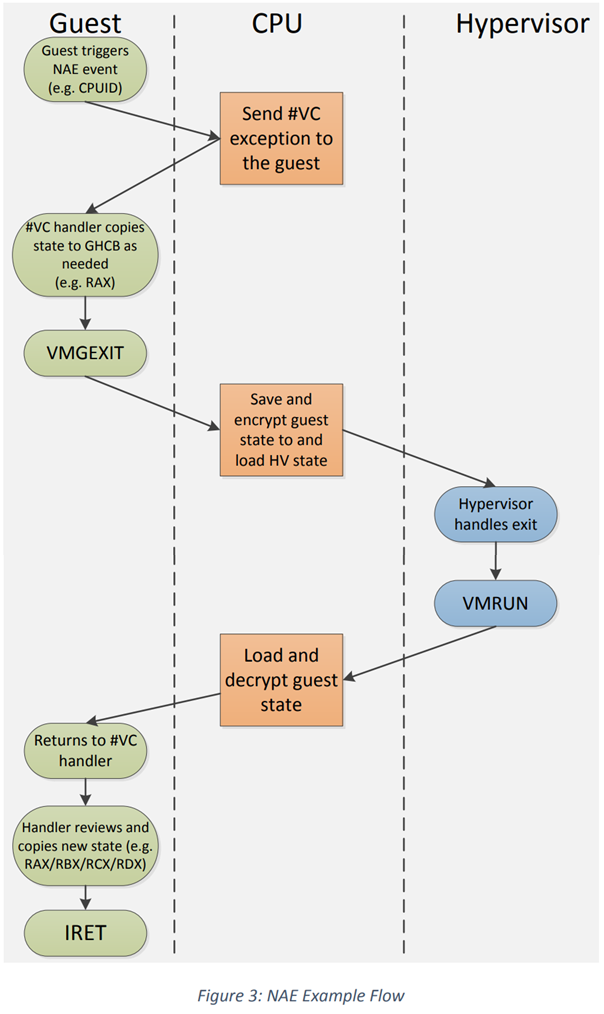 Guest
CPU
Hypervisor
Guest triggers
NAE event
(e.g. CPUID)
Send #VC
exception to
the guest
#VC handler copies
state to GHCB as
needed
(e.g. RAX)
VMGEXIT
Save and
encrypt guest
state to and
load HV state
Hypervisor
handles exit
VMRUN
Load and
decrypt guest
state
Returns to #VC
handler
Handler reviews and
copies new state (e.g.
RAX/RBX/RCX/RDX)
IRET
Figure 3: NAE Example Flow